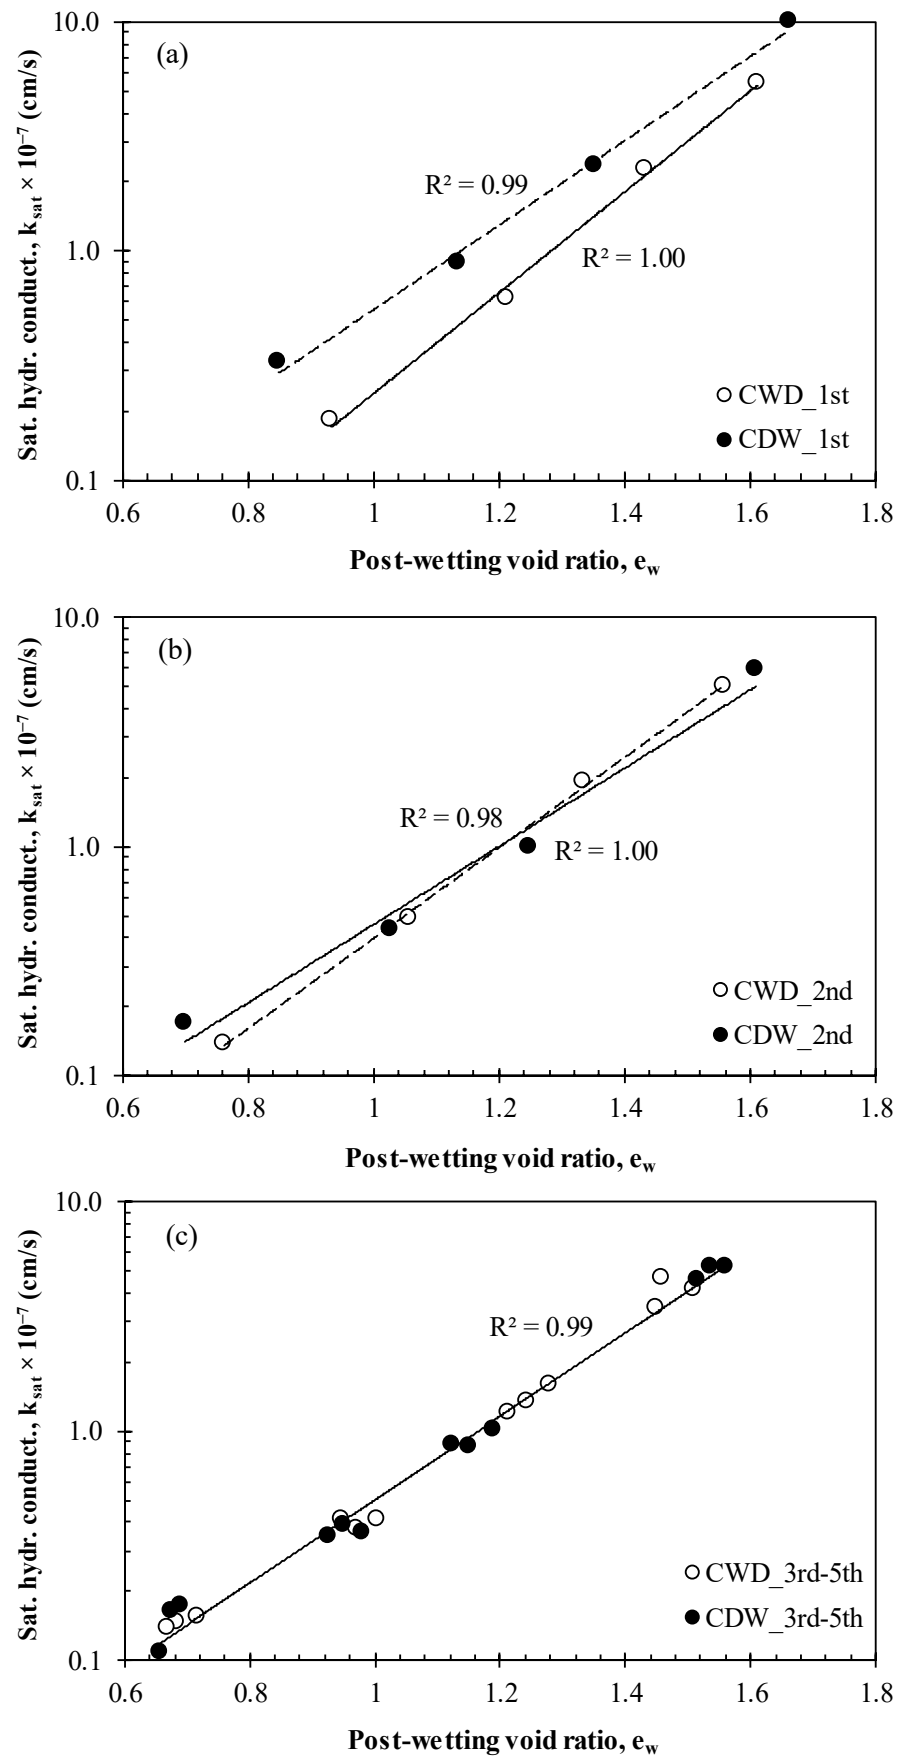 10.0
(a)
R² = 0.99
1.0
R² = 1.00
CWD_1st
CDW_1st
0.1
0.6 0.8 1 1.2 1.4 1.6 1.8
Sat. hydr. conduct., kₛₐₜ × 10⁻⁷ (cm/s)
Post-wetting void ratio, e_w
10.0
(b)
R² = 0.98
1.0
R² = 1.00
CWD_2nd
CDW_2nd
0.1
0.6 0.8 1 1.2 1.4 1.6 1.8
Sat. hydr. conduct., kₛₐₜ × 10⁻⁷ (cm/s)
Post-wetting void ratio, e_w
10.0
(c)
R² = 0.99
1.0
CWD_3rd-5th
CDW_3rd-5th
0.1
0.6 0.8 1 1.2 1.4 1.6 1.8
Sat. hydr. conduct., kₛₐₜ × 10⁻⁷ (cm/s)
Post-wetting void ratio, e_w